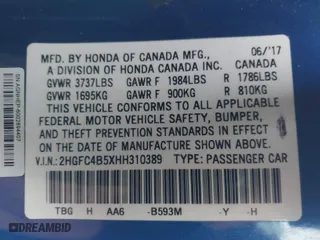 MFD. BY HONDA OF CANADA MFG., 06/'17
A DIVISION OF HONDA CANADA INC. CANADA
GVWR 3737LBS GAWR F 1984LBS R 1786LBS
GVWR 1695KG GAWR F 900KG R 810KG
THIS VEHICLE CONFORMS TO ALL APPLICABLE
FEDERAL MOTOR VEHICLE SAFETY, BUMPER,
AND THEFT PREVENTION STANDARDS IN EFFECT
ON THE DATE OF MANUFACTURE SHOWN ABOVE.
V.I.N.: 2HGFC4B5XHH310389 TYPE: PASSENGER CAR
TBG H AA6 -B593M -Y -H
DREAMBID